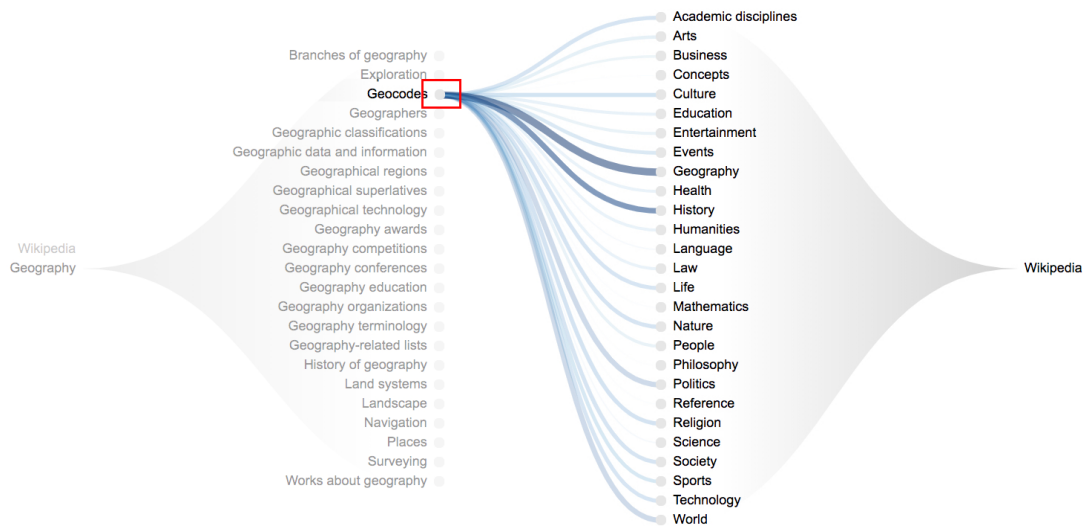 Wikipedia
Geography
Branches of geography
Exploration
Geocodes
Geographers
Geographic classifications
Geographic data and information
Geographical regions
Geographical superlatives
Geographical technology
Geography awards
Geography competitions
Geography conferences
Geography education
Geography organizations
Geography terminology
Geography-related lists
History of geography
Land systems
Landscape
Navigation
Places
Surveying
Works about geography
Academic disciplines
Arts
Business
Concepts
Culture
Education
Entertainment
Events
Geography
Health
History
Humanities
Language
Law
Life
Mathematics
Nature
People
Philosophy
Politics
Reference
Religion
Science
Society
Sports
Technology
World
Wikipedia